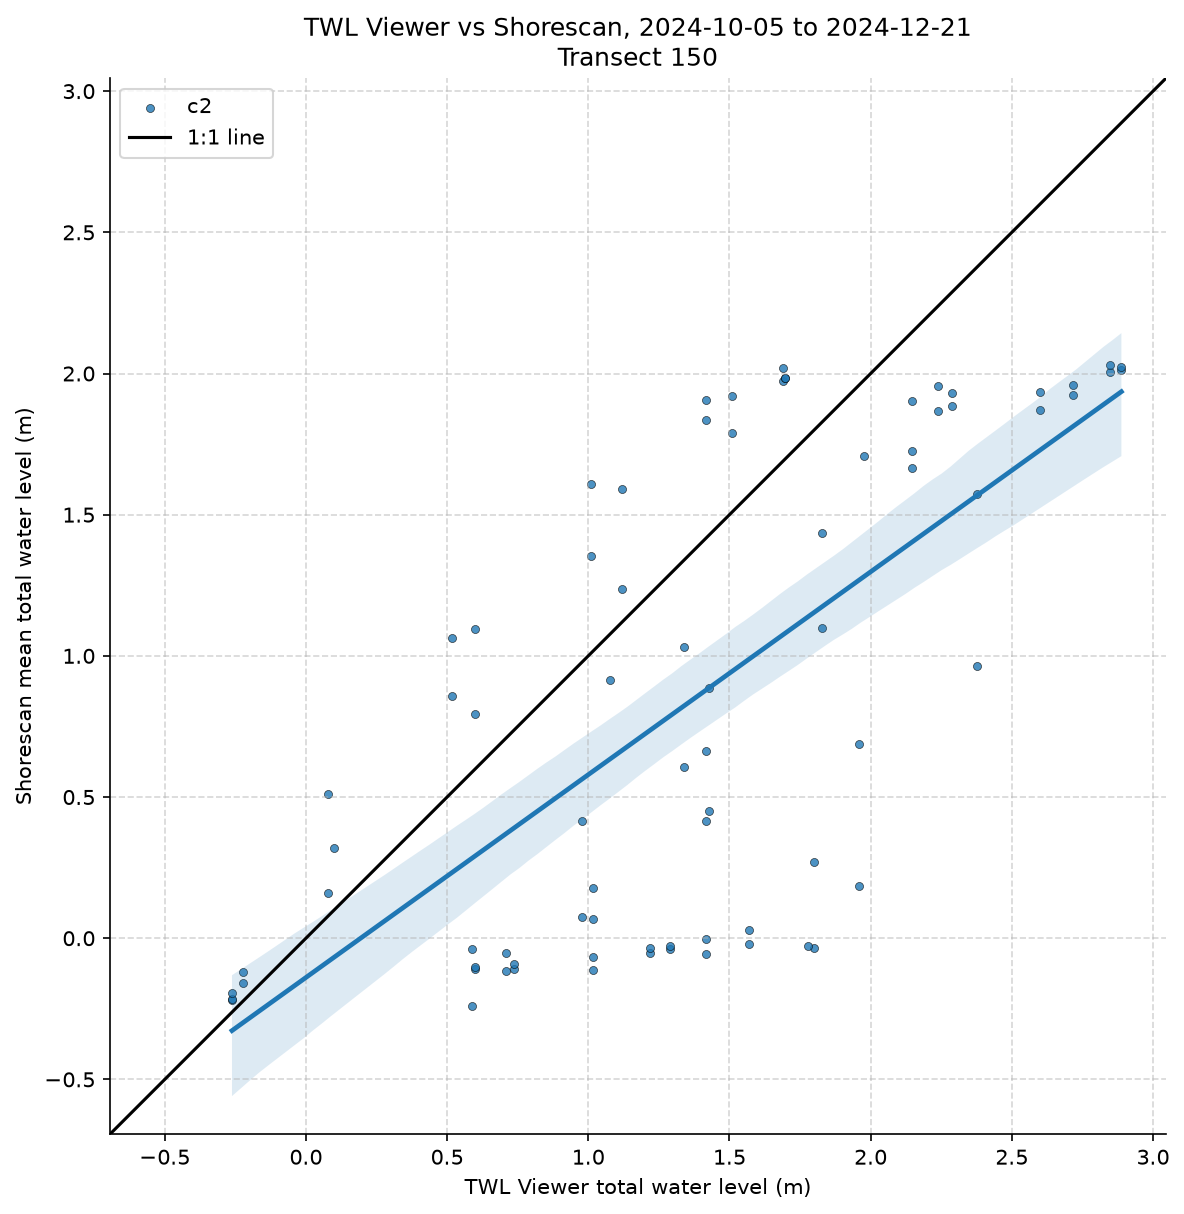 TWL Viewer vs Shorescan, 2024-10-05 to 2024-12-21
Transect 150
c2
1:1 line
3.0
2.5
2.0
1.5
1.0
0.5
0.0
−0.5
Shorescan mean total water level (m)
−0.5
0.0
0.5
1.0
1.5
2.0
2.5
3.0
TWL Viewer total water level (m)